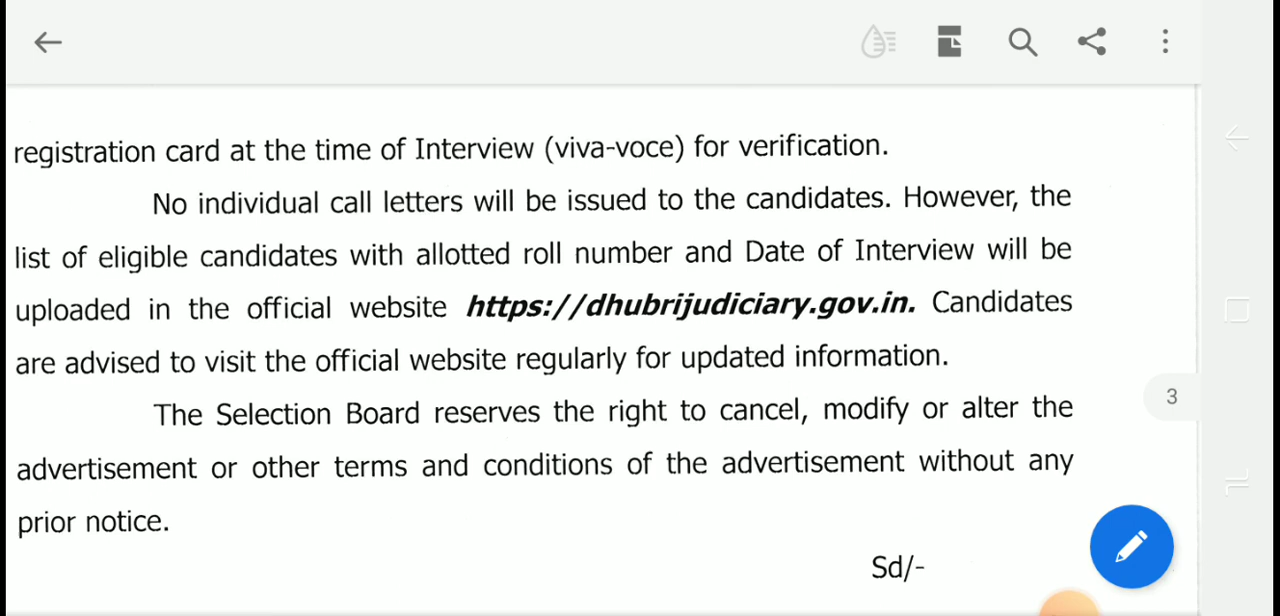 registration card at the time of Interview (viva-voce) for verification.
No individual call letters will be issued to the candidates. However, the
list of eligible candidates with allotted roll number and Date of Interview will be
uploaded in the official website https://dhubrijudiciary.gov.in. Candidates
are advised to visit the official website regularly for updated information.
3
The Selection Board reserves the right to cancel, modify or alter the
advertisement or other terms and conditions of the advertisement without any
prior notice.
Sd/-